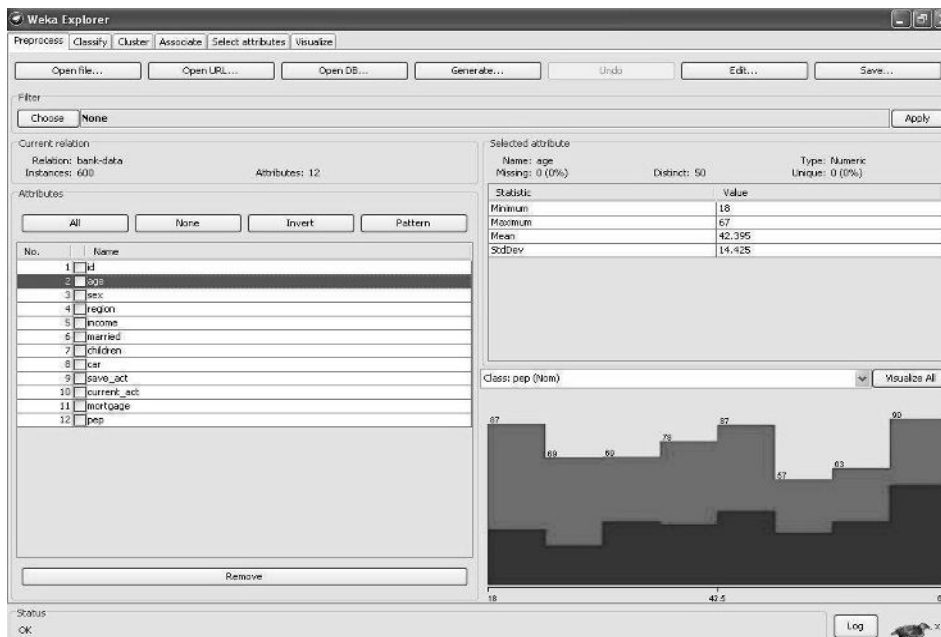 Weka Explorer
Preprocess Classify Cluster Associate Select attributes Visualize
Open file... Open URL... Open DB... Generate... Undo Edit... Save...
Filter
Choose None Apply
Current relation
Relation: bank-data
Instances: 600 Attributes: 12
Attributes
All None Invert Pattern
No. Name
1 id
2 age
3 sex
4 region
5 income
6 married
7 children
8 car
9 save_act
10 current_act
11 mortgage
12 pep
Remove
Selected attribute
Name: age Type: Numeric
Missing: 0 (0%) Distinct: 50 Unique: 0 (0%)
Statistic Value
Minimum 18
Maximum 67
Mean 42.395
StdDev 14.425
Class: pep (Nom) Visualize All
87 69 69 78 87 57 63 90
18 42.5
Status
OK
Log x